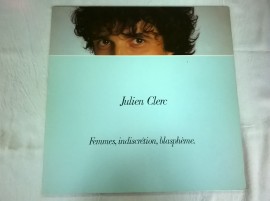 Julien Clerc
Femmes, indiscrétion, blasphème.